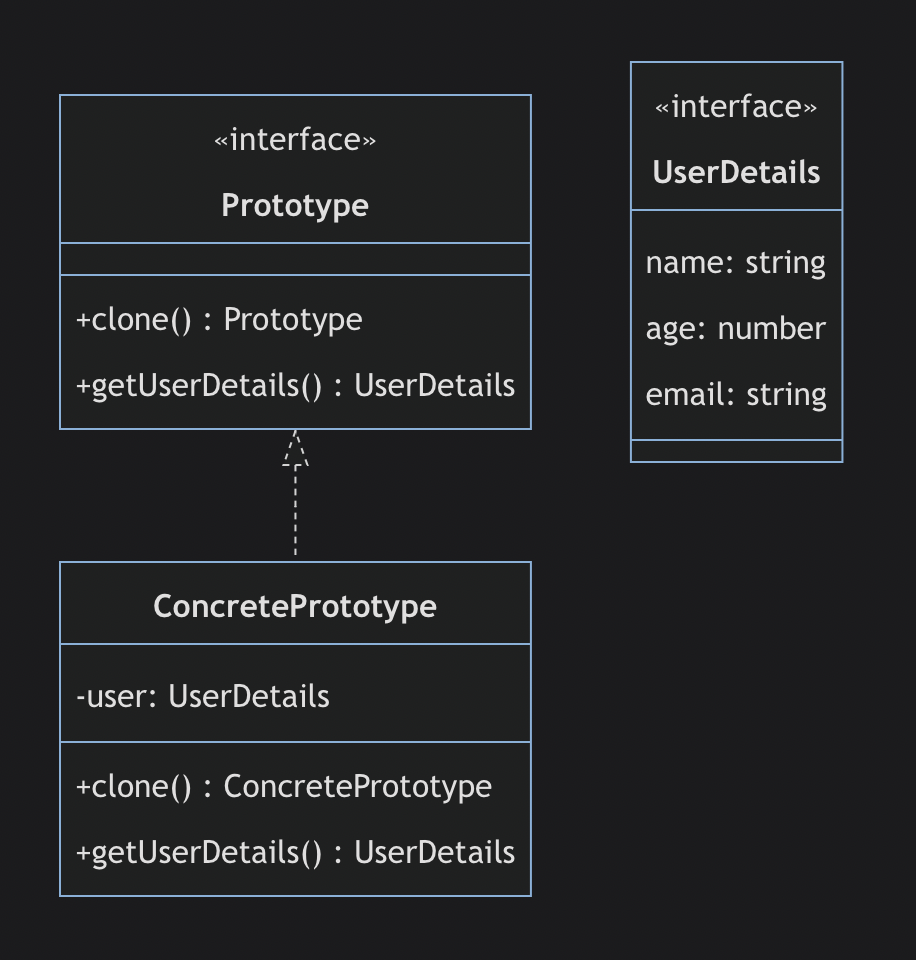 «interface»
Prototype
+clone() : Prototype
+getUserDetails() : UserDetails
«interface»
UserDetails
name: string
age: number
email: string
ConcretePrototype
-user: UserDetails
+clone() : ConcretePrototype
+getUserDetails() : UserDetails